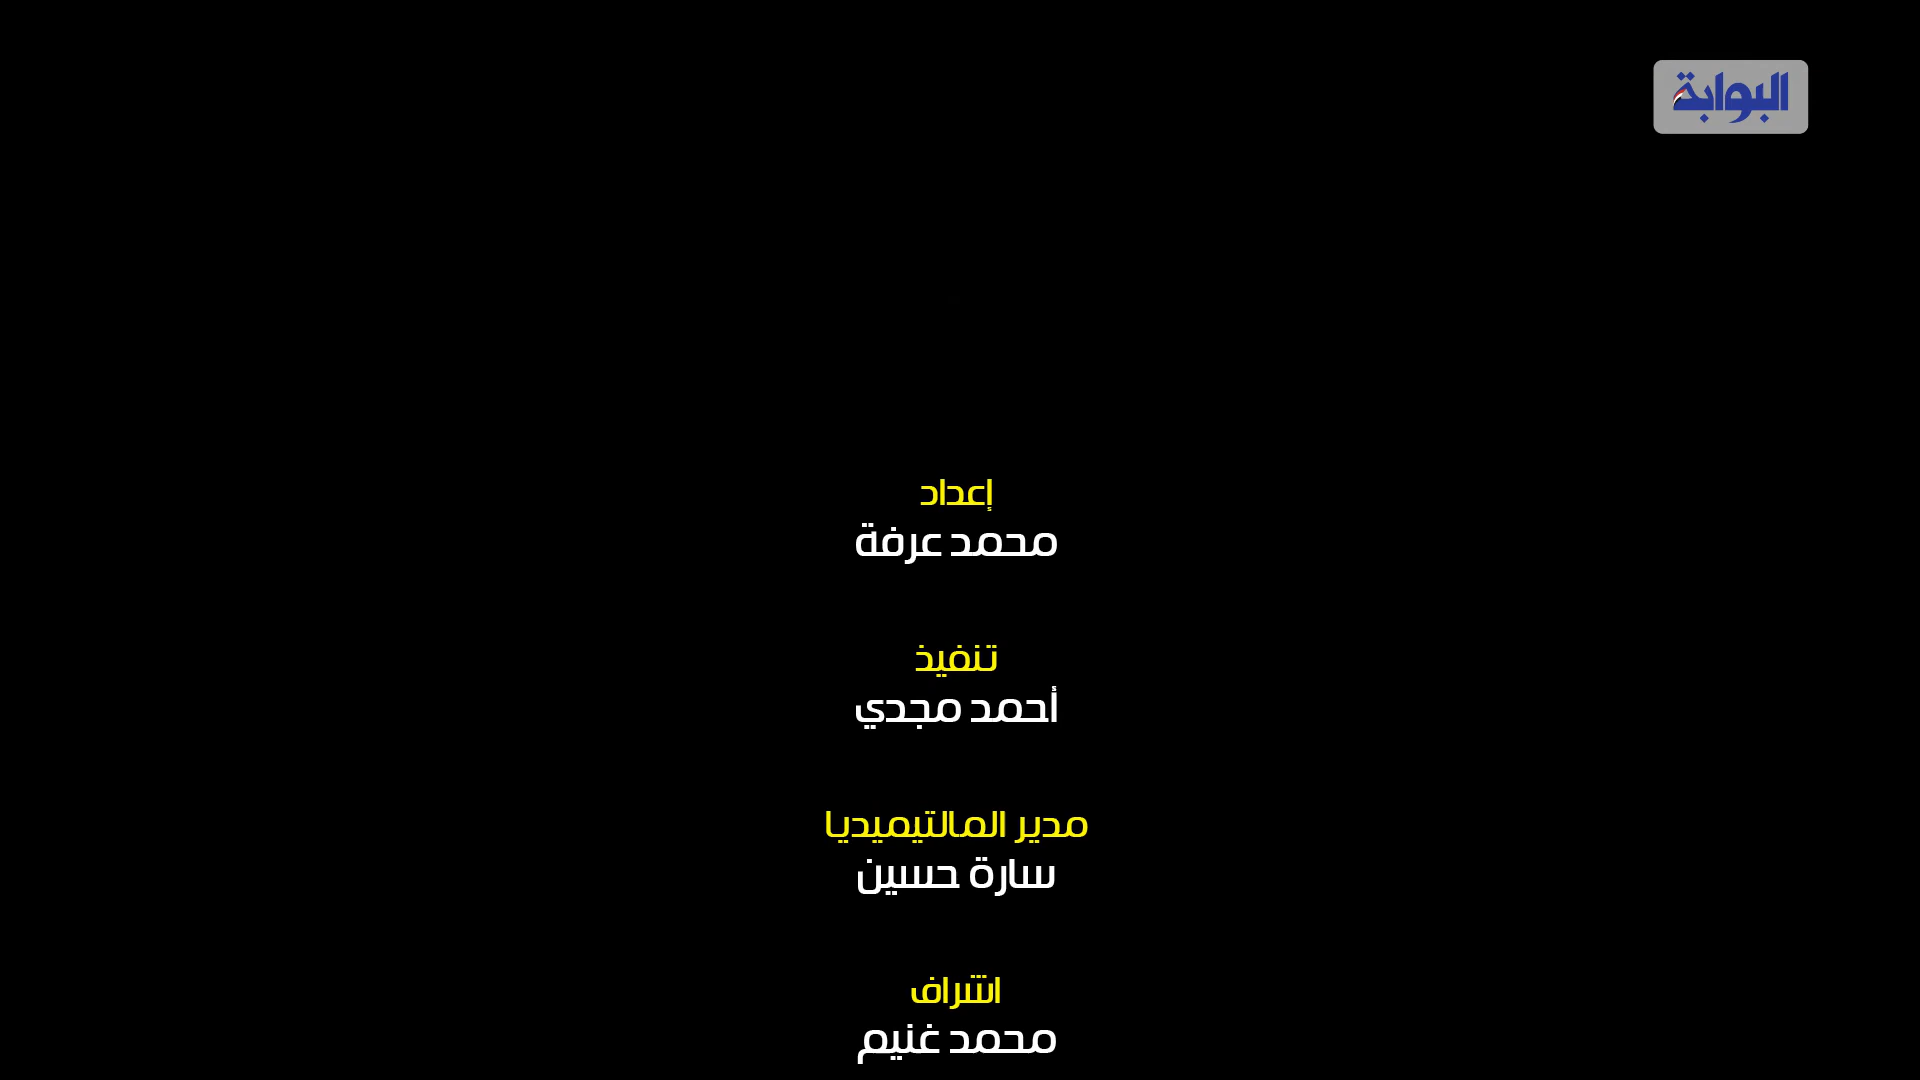 البوابة
إعداد
محمد عرفة
تنفيذ
أحمد مجدي
مدير المالتيميديا
سارة حسين
اشراف
محمد غنيم